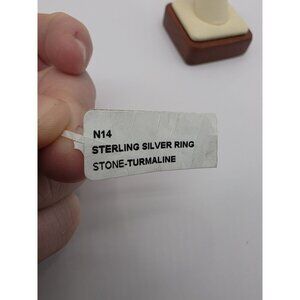 N14
STERLING SILVER RING
STONE-TURMALINE